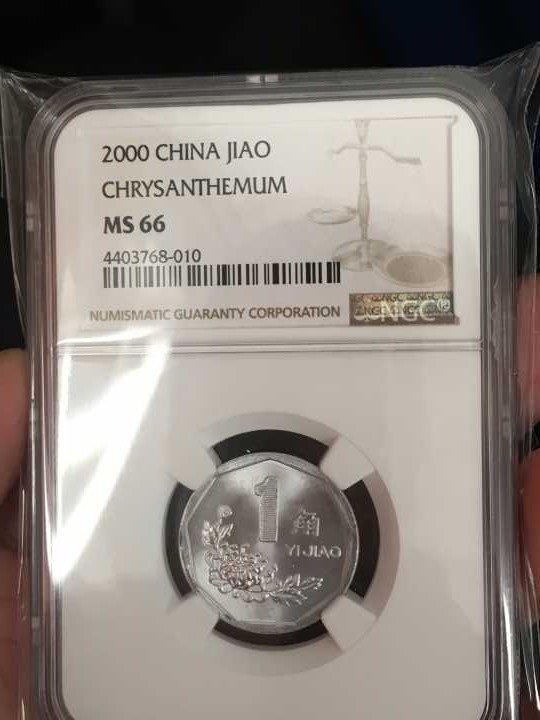 2000 CHINA JIAO
CHRYSANTHEMUM
MS 66
4403768-010
NUMISMATIC GUARANTY CORPORATION
NGC
1 角
YI JIAO